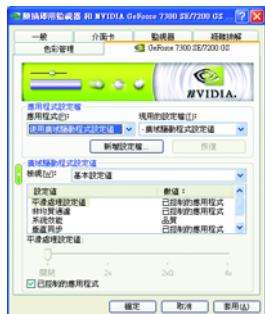 隨插即用監視器 和 NVIDIA GeForce 7300 SE/7200 GS
一般
介面卡
監視器
疑難排解
色彩管理
GeForce 7300 SE/7200 GS
NVIDIA.
應用程式設定檔
應用程式(P):
現用的設定檔(I):
使用廣域驅動程式設定值
- 廣域驅動程式設定值
新增設定檔...
恢復
廣域驅動程式設定值
檢視(W):
基本設定值
設定值
數值：
平滑處理設定
已控制的應用程式
非均質過濾
已控制的應用程式
系統效能
品質
垂直同步
已控制的應用程式
平滑處理設定值
關閉
2x
2xQ
4x
已控制的應用程式
確定
取消
套用(A)